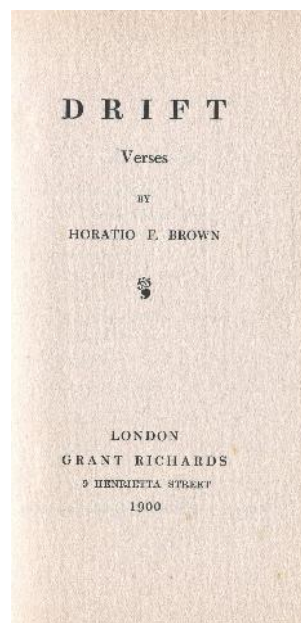 DRIFT
Verses
BY
HORATIO F. BROWN
LONDON
GRANT RICHARDS
9 HENRIETTA STREET
1900